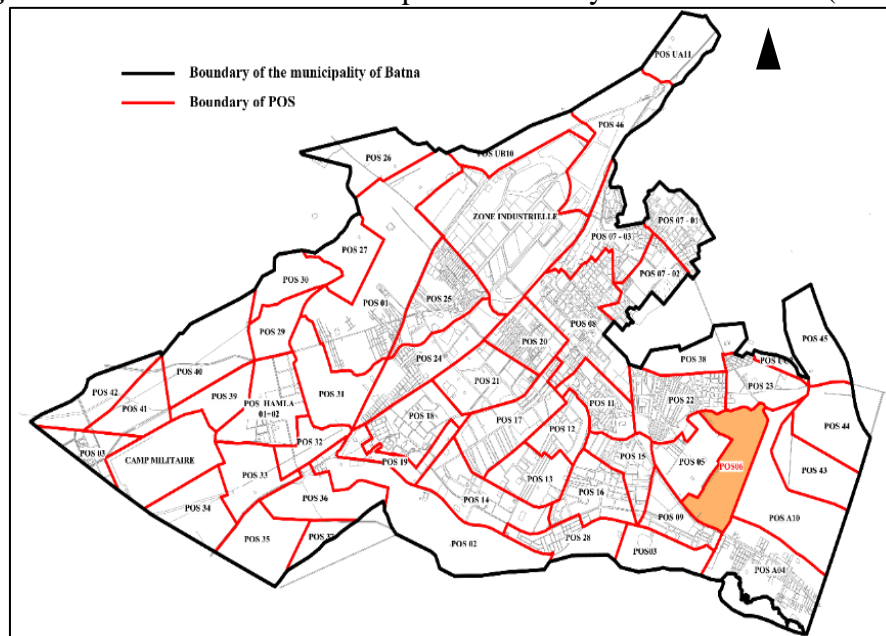 POS UA11
Boundary of the municipality of Batna
Boundary of POS
POS 46
POS 26
POS UB10
ZONE INDUSTRIELLE
POS 07 - 01
POS 07 - 03
POS 27
POS 07 - 02
POS 30
POS 01
POS 25
POS 45
POS 08
POS 29
POS 20
POS 24
POS 38
POS 40
POS 21
POS 23
POS 42
POS 39
POS 31
POS 22
POS HAMLA
01+02
POS 11
POS 41
POS 18
POS 17
POS 12
POS 44
POS 32
POS 03
CAMP MILITAIRE
POS 19
POS 15
POS 05
POS06
POS 43
POS 33
POS 13
POS 16
POS 36
POS 14
POS 34
POS 09
POS A10
POS 35
POS 02
POS 28
POS03
POS A04